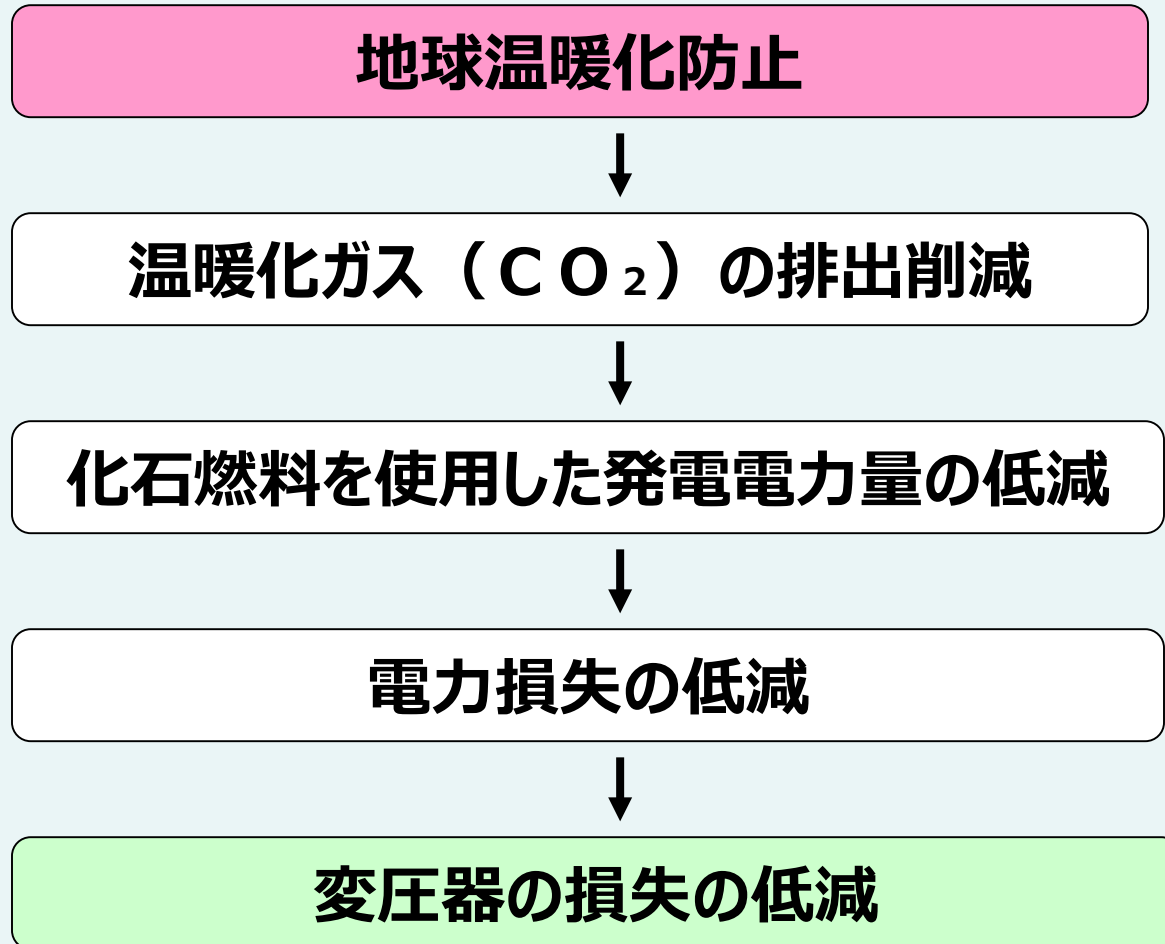 地球温暖化防止
温暖化ガス（ＣＯ₂）の排出削減
化石燃料を使用した発電電力量の低減
電力損失の低減
変圧器の損失の低減